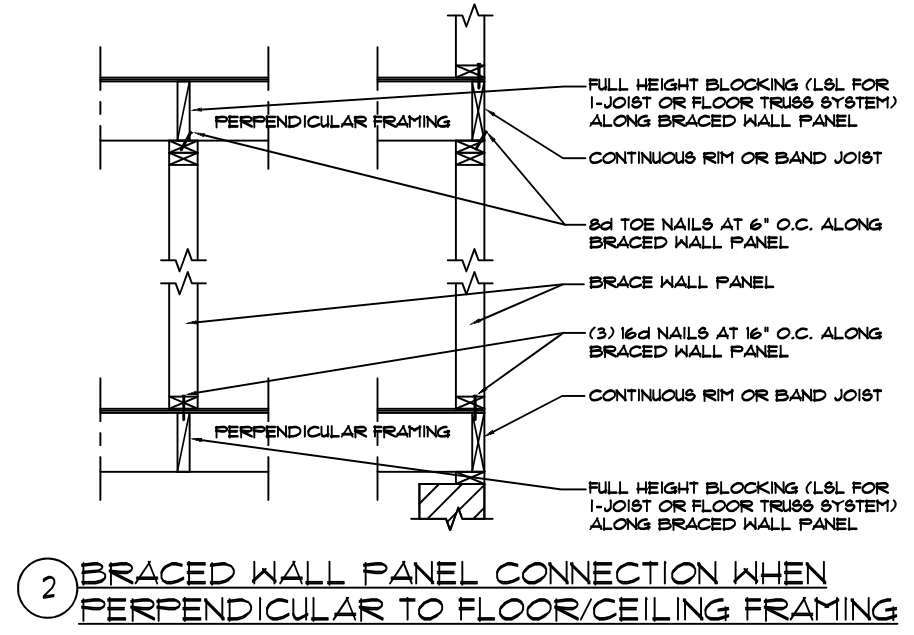 FULL HEIGHT BLOCKING (LSL FOR
I-JOIST OR FLOOR TRUSS SYSTEM)
ALONG BRACED WALL PANEL
PERPENDICULAR FRAMING
CONTINUOUS RIM OR BAND JOIST
8d TOE NAILS AT 6" O.C. ALONG
BRACED WALL PANEL
BRACE WALL PANEL
(3) 16d NAILS AT 16" O.C. ALONG
BRACED WALL PANEL
CONTINUOUS RIM OR BAND JOIST
PERPENDICULAR FRAMING
FULL HEIGHT BLOCKING (LSL FOR
I-JOIST OR FLOOR TRUSS SYSTEM)
ALONG BRACED WALL PANEL
2 BRACED WALL PANEL CONNECTION WHEN
PERPENDICULAR TO FLOOR/CEILING FRAMING